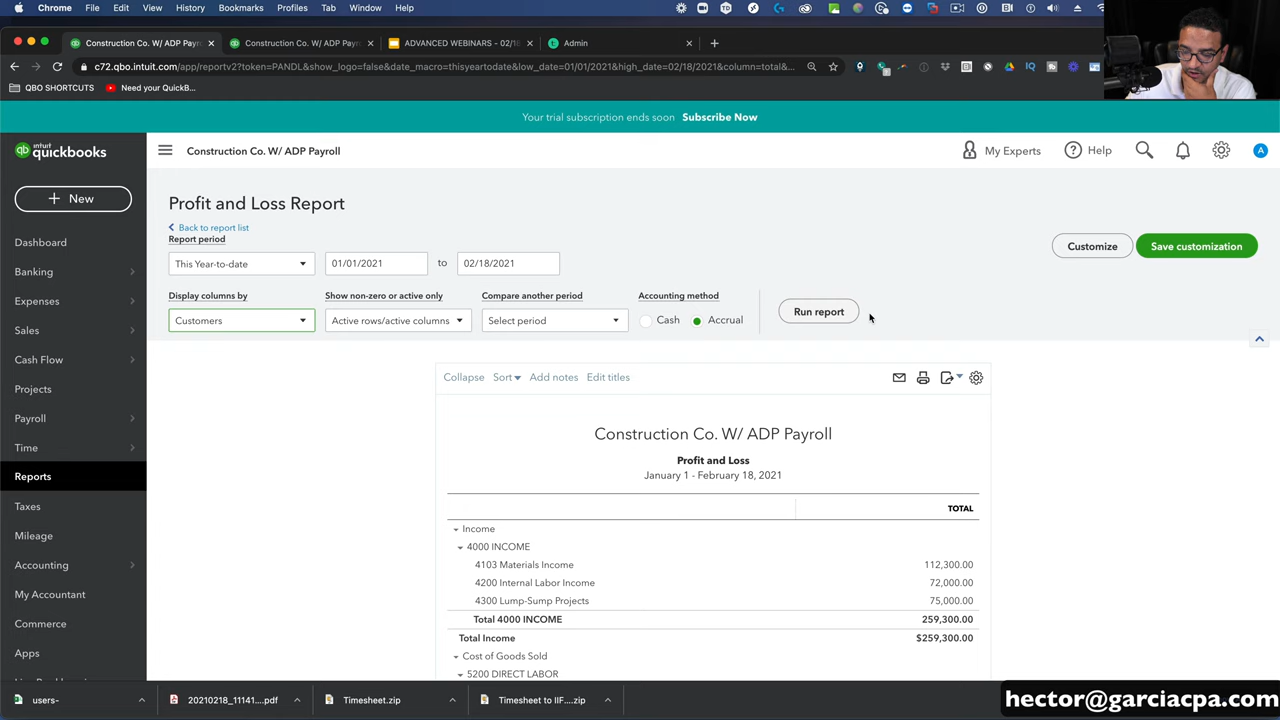 Chrome File Edit View History Bookmarks Profiles Tab Window Help
Construction Co. W/ ADP Payr × Construction Co. W/ ADP Payr × ADVANCED WEBINARS - 02/18 × Admin × +
c72.qbo.intuit.com/app/reportv2?token=PANDL&show_logo=false&date_macro=thisyeartodate&low_date=01/01/2021&high_date=02/18/2021&column=total&...
QBO SHORTCUTS Need your QuickB...
Your trial subscription ends soon Subscribe Now
intuit quickbooks
Construction Co. W/ ADP Payroll
My Experts Help A
+ New
Dashboard
Banking
Expenses
Sales
Cash Flow
Projects
Payroll
Time
Reports
Taxes
Mileage
Accounting
My Accountant
Commerce
Apps
Profit and Loss Report
Back to report list
Report period
This Year-to-date 01/01/2021 to 02/18/2021
Customize Save customization
Display columns by Show non-zero or active only Compare another period Accounting method
Customers Active rows/active columns Select period Cash Accrual Run report
Collapse Sort Add notes Edit titles
Construction Co. W/ ADP Payroll
Profit and Loss
January 1 - February 18, 2021
TOTAL
Income
4000 INCOME
4103 Materials Income 112,300.00
4200 Internal Labor Income 72,000.00
4300 Lump-Sump Projects 75,000.00
Total 4000 INCOME 259,300.00
Total Income $259,300.00
Cost of Goods Sold
5200 DIRECT LABOR
users- 20210218_11141....pdf Timesheet.zip Timesheet to IIF....zip
hector@garciacpa.com